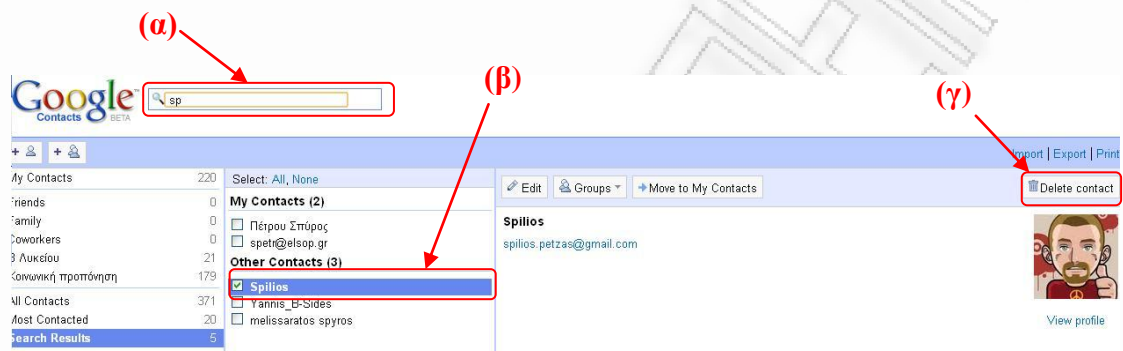 (α)
(β)
(γ)
Google
Contacts BETA
sp
Import | Export | Print
My Contacts 220
Friends 0
Family 0
Coworkers 0
Β Λυκείου 21
Κοινωνική προπόνηση 179
All Contacts 371
Most Contacted 20
Search Results 5
Select: All, None
My Contacts (2)
Πέτρου Σπύρος
spetr@elsop.gr
Other Contacts (3)
Spilios
Yannis_B-Sides
melissaratos spyros
Edit Groups Move to My Contacts Delete contact
Spilios
spilios.petzas@gmail.com
View profile